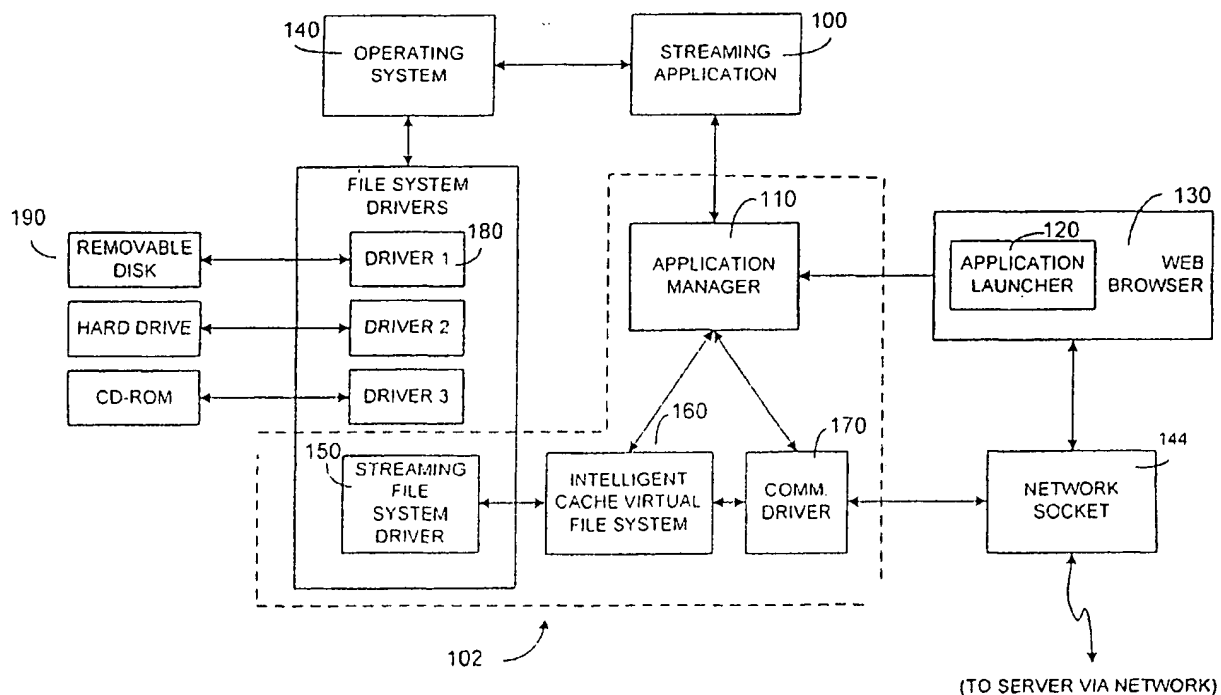 140
OPERATING
SYSTEM
100
STREAMING
APPLICATION
FILE SYSTEM
DRIVERS
190
REMOVABLE
DISK
HARD DRIVE
CD-ROM
180
DRIVER 1
DRIVER 2
DRIVER 3
110
APPLICATION
MANAGER
130
120
APPLICATION
LAUNCHER
WEB
BROWSER
150
STREAMING
FILE
SYSTEM
DRIVER
160
INTELLIGENT
CACHE VIRTUAL
FILE SYSTEM
170
COMM.
DRIVER
144
NETWORK
SOCKET
102
(TO SERVER VIA NETWORK)